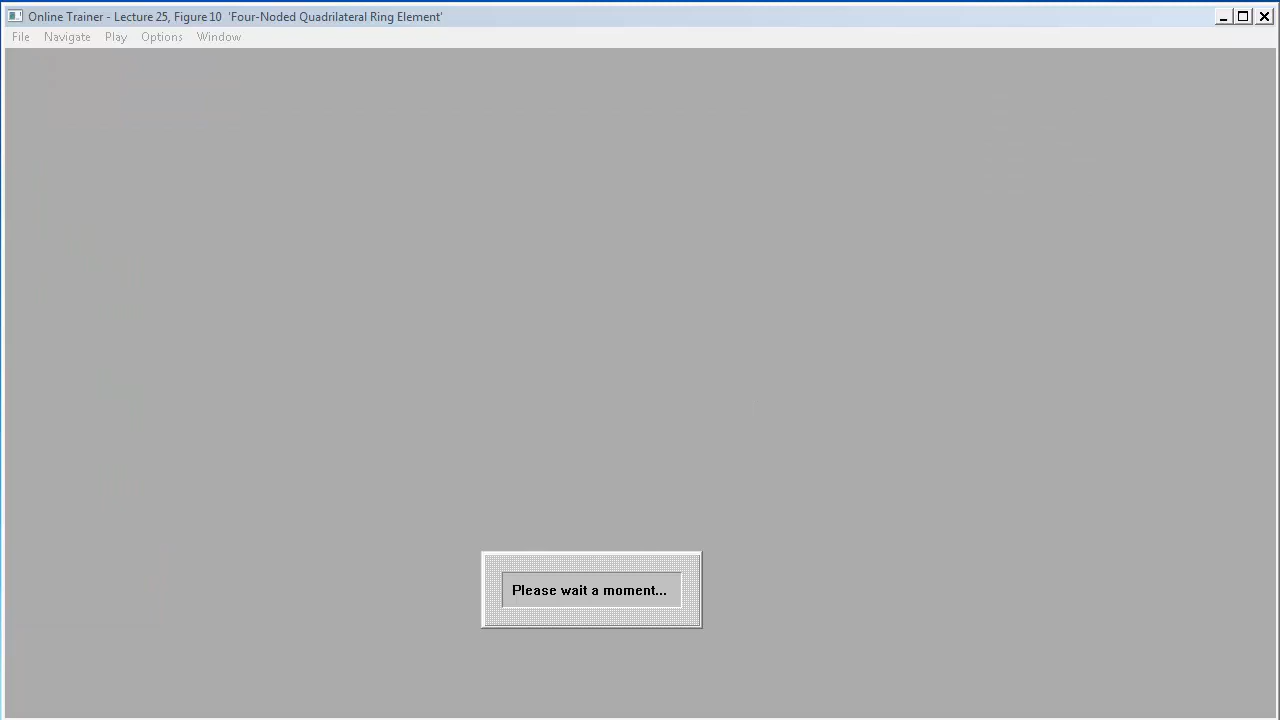 Online Trainer - Lecture 25, Figure 10 'Four-Noded Quadrilateral Ring Element'
File Navigate Play Options Window
Please wait a moment...